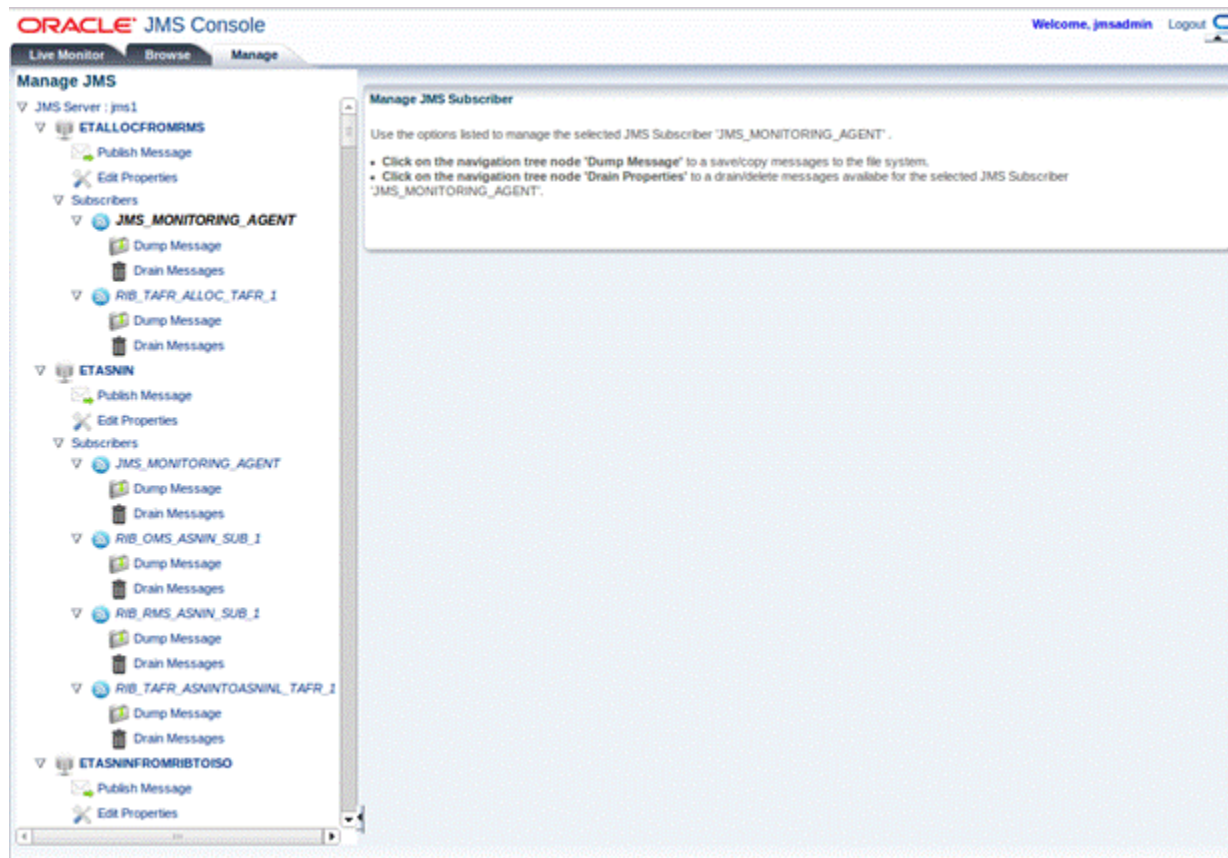 ORACLE JMS Console
Welcome, jmsadmin Logout
Live Monitor Browse Manage
Manage JMS
JMS Server : jms1
ETALLOCFROMRMS
Publish Message
Edit Properties
Subscribers
JMS_MONITORING_AGENT
Dump Message
Drain Messages
RIB_TAFR_ALLOC_TAFR_1
Dump Message
Drain Messages
ETASNIN
Publish Message
Edit Properties
Subscribers
JMS_MONITORING_AGENT
Dump Message
Drain Messages
RIB_OMS_ASNIN_SUB_1
Dump Message
Drain Messages
RIB_RMS_ASNIN_SUB_1
Dump Message
Drain Messages
RIB_TAFR_ASNINTOASNINL_TAFR_1
Dump Message
Drain Messages
ETASNINFROMRIBTOISO
Publish Message
Edit Properties
Manage JMS Subscriber
Use the options listed to manage the selected JMS Subscriber 'JMS_MONITORING_AGENT' .
• Click on the navigation tree node 'Dump Message' to a save/copy messages to the file system.
• Click on the navigation tree node 'Drain Properties' to a drain/delete messages availabe for the selected JMS Subscriber
'JMS_MONITORING_AGENT'.